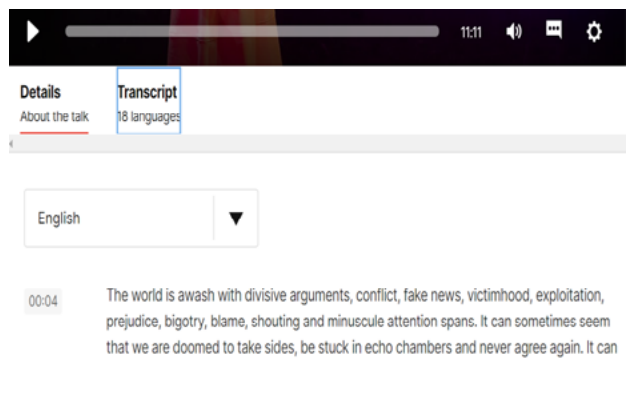 11:11
Details
About the talk
Transcript
18 languages
English
00:04
The world is awash with divisive arguments, conflict, fake news, victimhood, exploitation,
prejudice, bigotry, blame, shouting and minuscule attention spans. It can sometimes seem
that we are doomed to take sides, be stuck in echo chambers and never agree again. It can